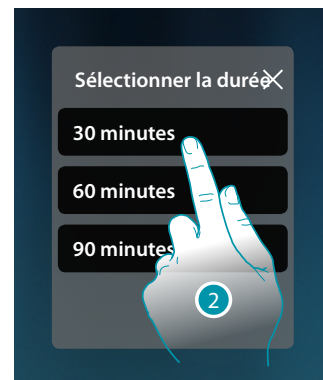 Sélectionner la durée
30 minutes
60 minutes
90 minutes
2